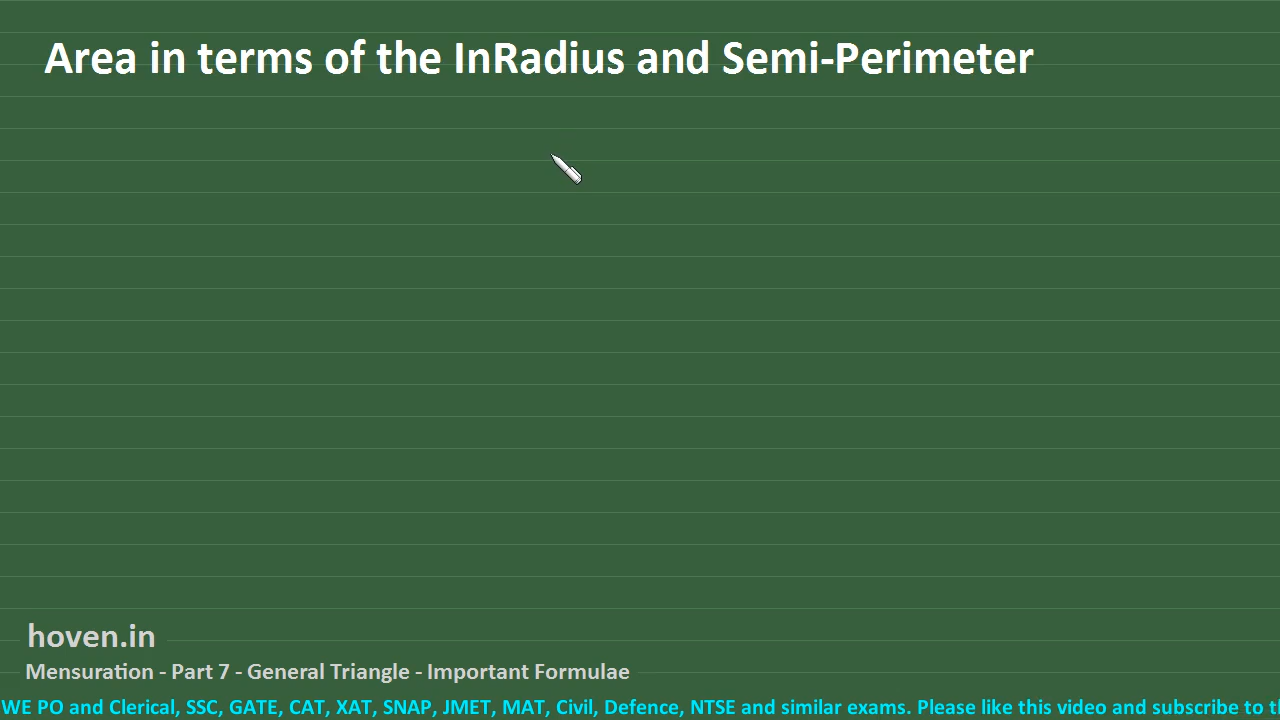 Area in terms of the InRadius and Semi-Perimeter
hoven.in
Mensuration - Part 7 - General Triangle - Important Formulae
WE PO and Clerical, SSC, GATE, CAT, XAT, SNAP, JMET, MAT, Civil, Defence, NTSE and similar exams. Please like this video and subscribe to